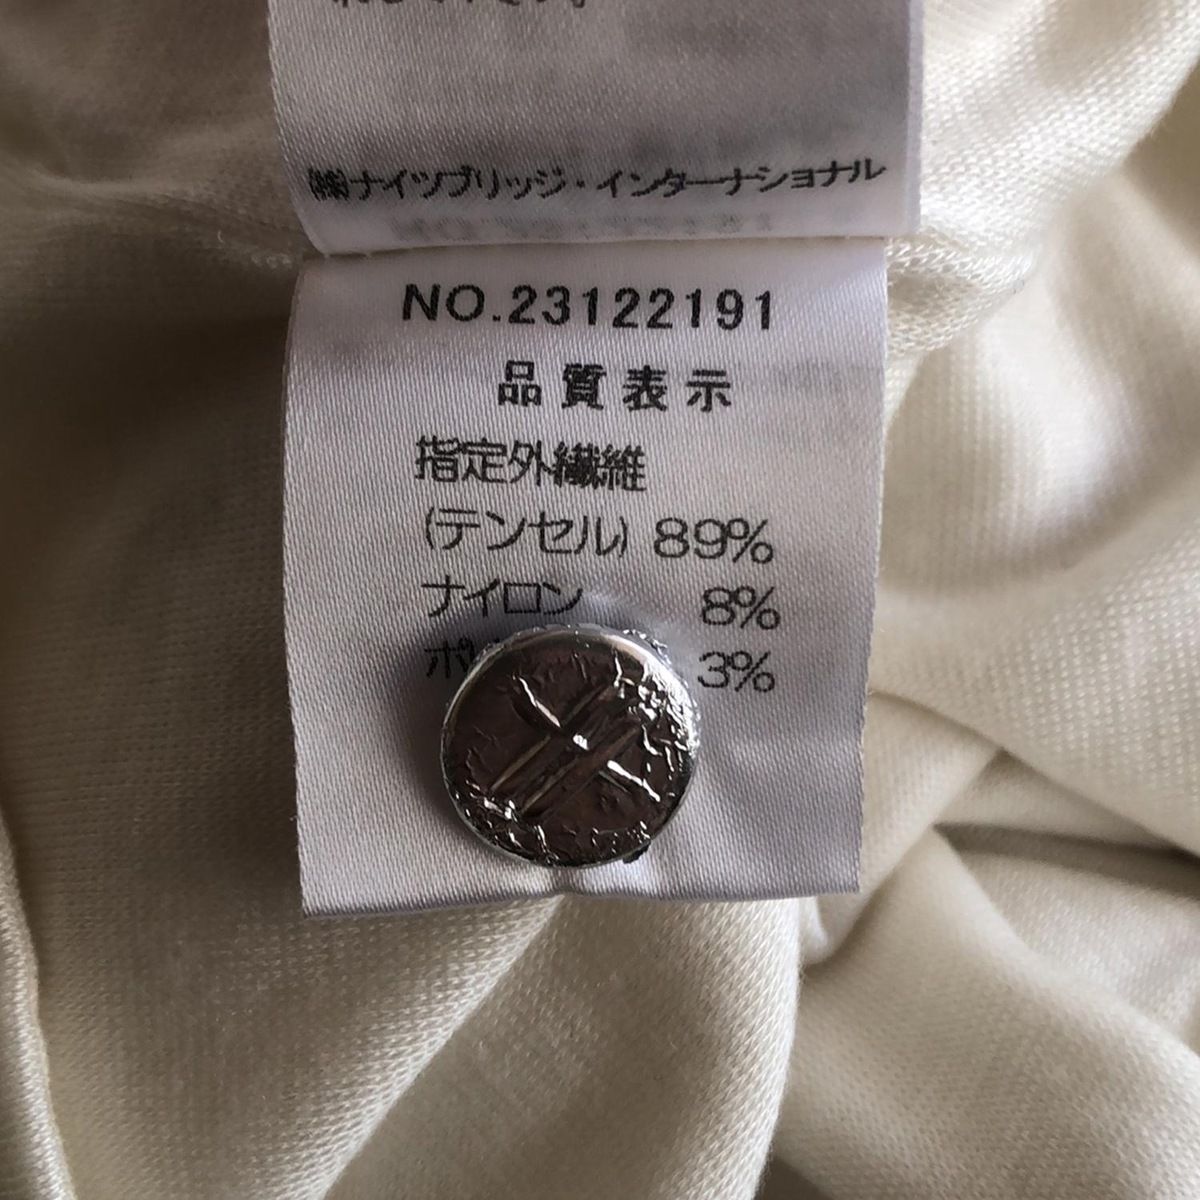 ㈱ナイツブリッジ・インターナショナル
NO.23122191
品質表示
指定外繊維
(テンセル) 89%
ナイロン 8%
3%